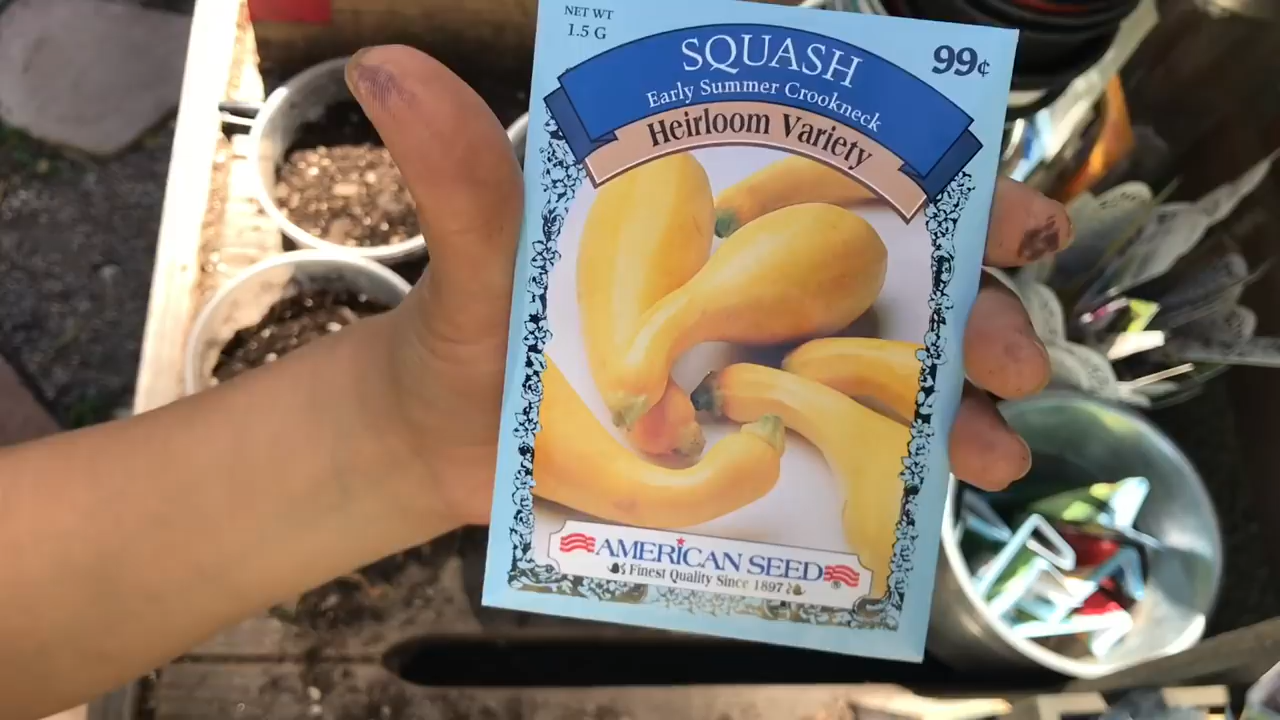 NET WT
1.5 G
99¢
SQUASH
Early Summer Crookneck
Heirloom Variety
AMERICAN SEED®
Finest Quality Since 1897